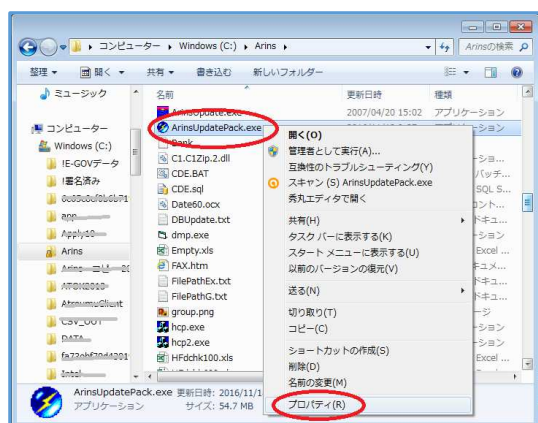 コンピューター ▸ Windows (C:) ▸ Arins ▸
Arinsの検索
整理 ▼ 開く ▼ 共有 ▼ 書き込む 新しいフォルダー
ミュージック
コンピューター
Windows (C:)
!E-GOVデータ
!署名済み
app
Apply10
Arins
Arins
APON2010
AtsumuClient
CSV_OUT
DATA
Intel
名前 更新日時 種類
ArinsUpdate.exe 2007/04/20 15:02 アプリケーション
ArinsUpdatePack.exe
Bank
C1.C1Zip.2.dll
CDE.BAT
CDE.sql
Date60.ocx
DBUpdate.txt
dmp.exe
Empty.xls
FAX.htm
FilePathEx.txt
FilePathG.txt
group.png
hcp.exe
hcp2.exe
HFdchk100.xls
開く(O)
管理者として実行(A)...
互換性のトラブルシューティング(Y)
スキャン (S) ArinsUpdatePack.exe
秀丸エディタで開く
共有(H)
タスク バーに表示する(K)
スタート メニューに表示する(U)
以前のバージョンの復元(V)
送る(N)
切り取り(T)
コピー(C)
ショートカットの作成(S)
削除(D)
名前の変更(M)
プロパティ(R)
SQL S...
Excel ...
Excel ...
ArinsUpdatePack.exe 更新日時: 2016/11/1
アプリケーション サイズ: 54.7 MB